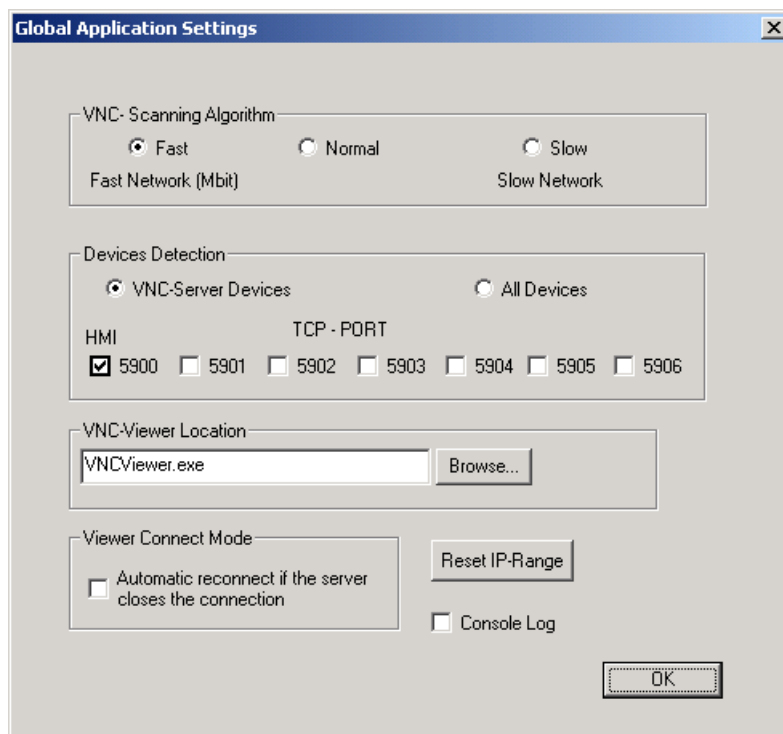 Global Application Settings
VNC- Scanning Algorithm
Fast Normal Slow
Fast Network (Mbit) Slow Network
Devices Detection
VNC-Server Devices All Devices
HMI TCP - PORT
5900 5901 5902 5903 5904 5905 5906
VNC-Viewer Location
VNCViewer.exe Browse...
Viewer Connect Mode
Automatic reconnect if the server
closes the connection
Reset IP-Range
Console Log
OK